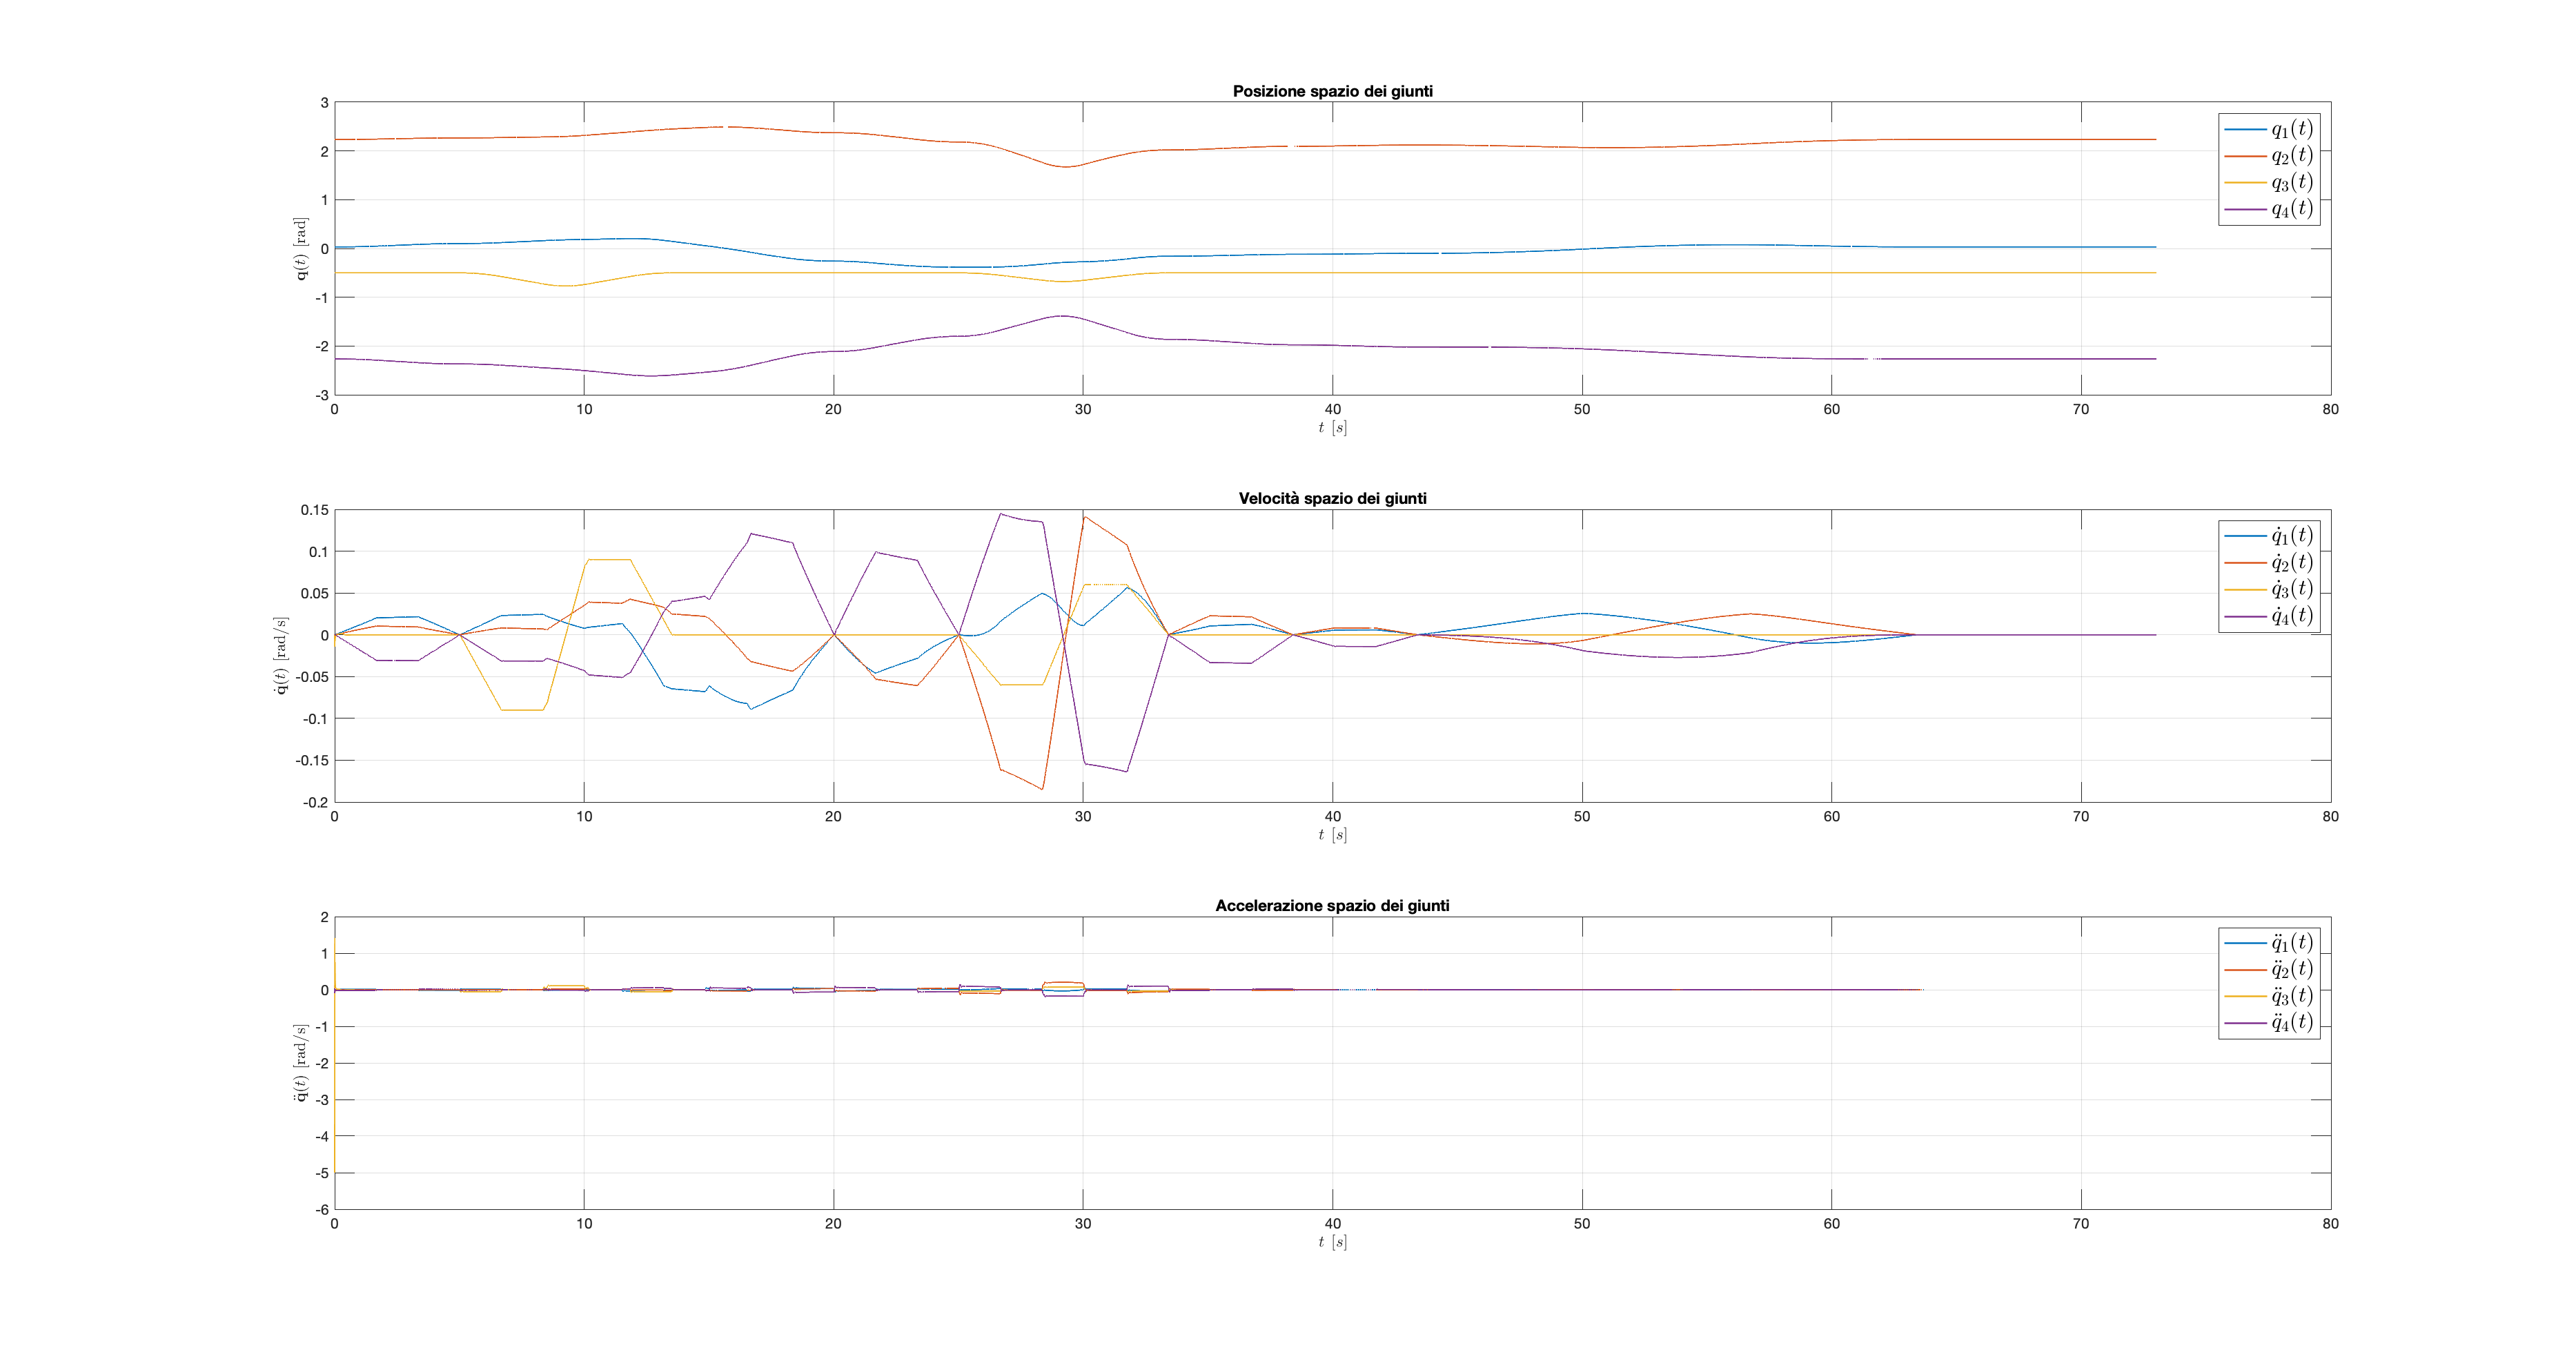 Posizione spazio dei giunti
3
2
1
0
-1
-2
-3
q(t) [rad]
0 10 20 30 40 50 60 70 80
t [s]
q₁(t)
q₂(t)
q₃(t)
q₄(t)
Velocità spazio dei giunti
0.15
0.1
0.05
0
-0.05
-0.1
-0.15
-0.2
q̇(t) [rad/s]
0 10 20 30 40 50 60 70 80
t [s]
q̇₁(t)
q̇₂(t)
q̇₃(t)
q̇₄(t)
Accelerazione spazio dei giunti
2
1
0
-1
-2
-3
-4
-5
-6
q̈(t) [rad/s]
0 10 20 30 40 50 60 70 80
t [s]
q̈₁(t)
q̈₂(t)
q̈₃(t)
q̈₄(t)